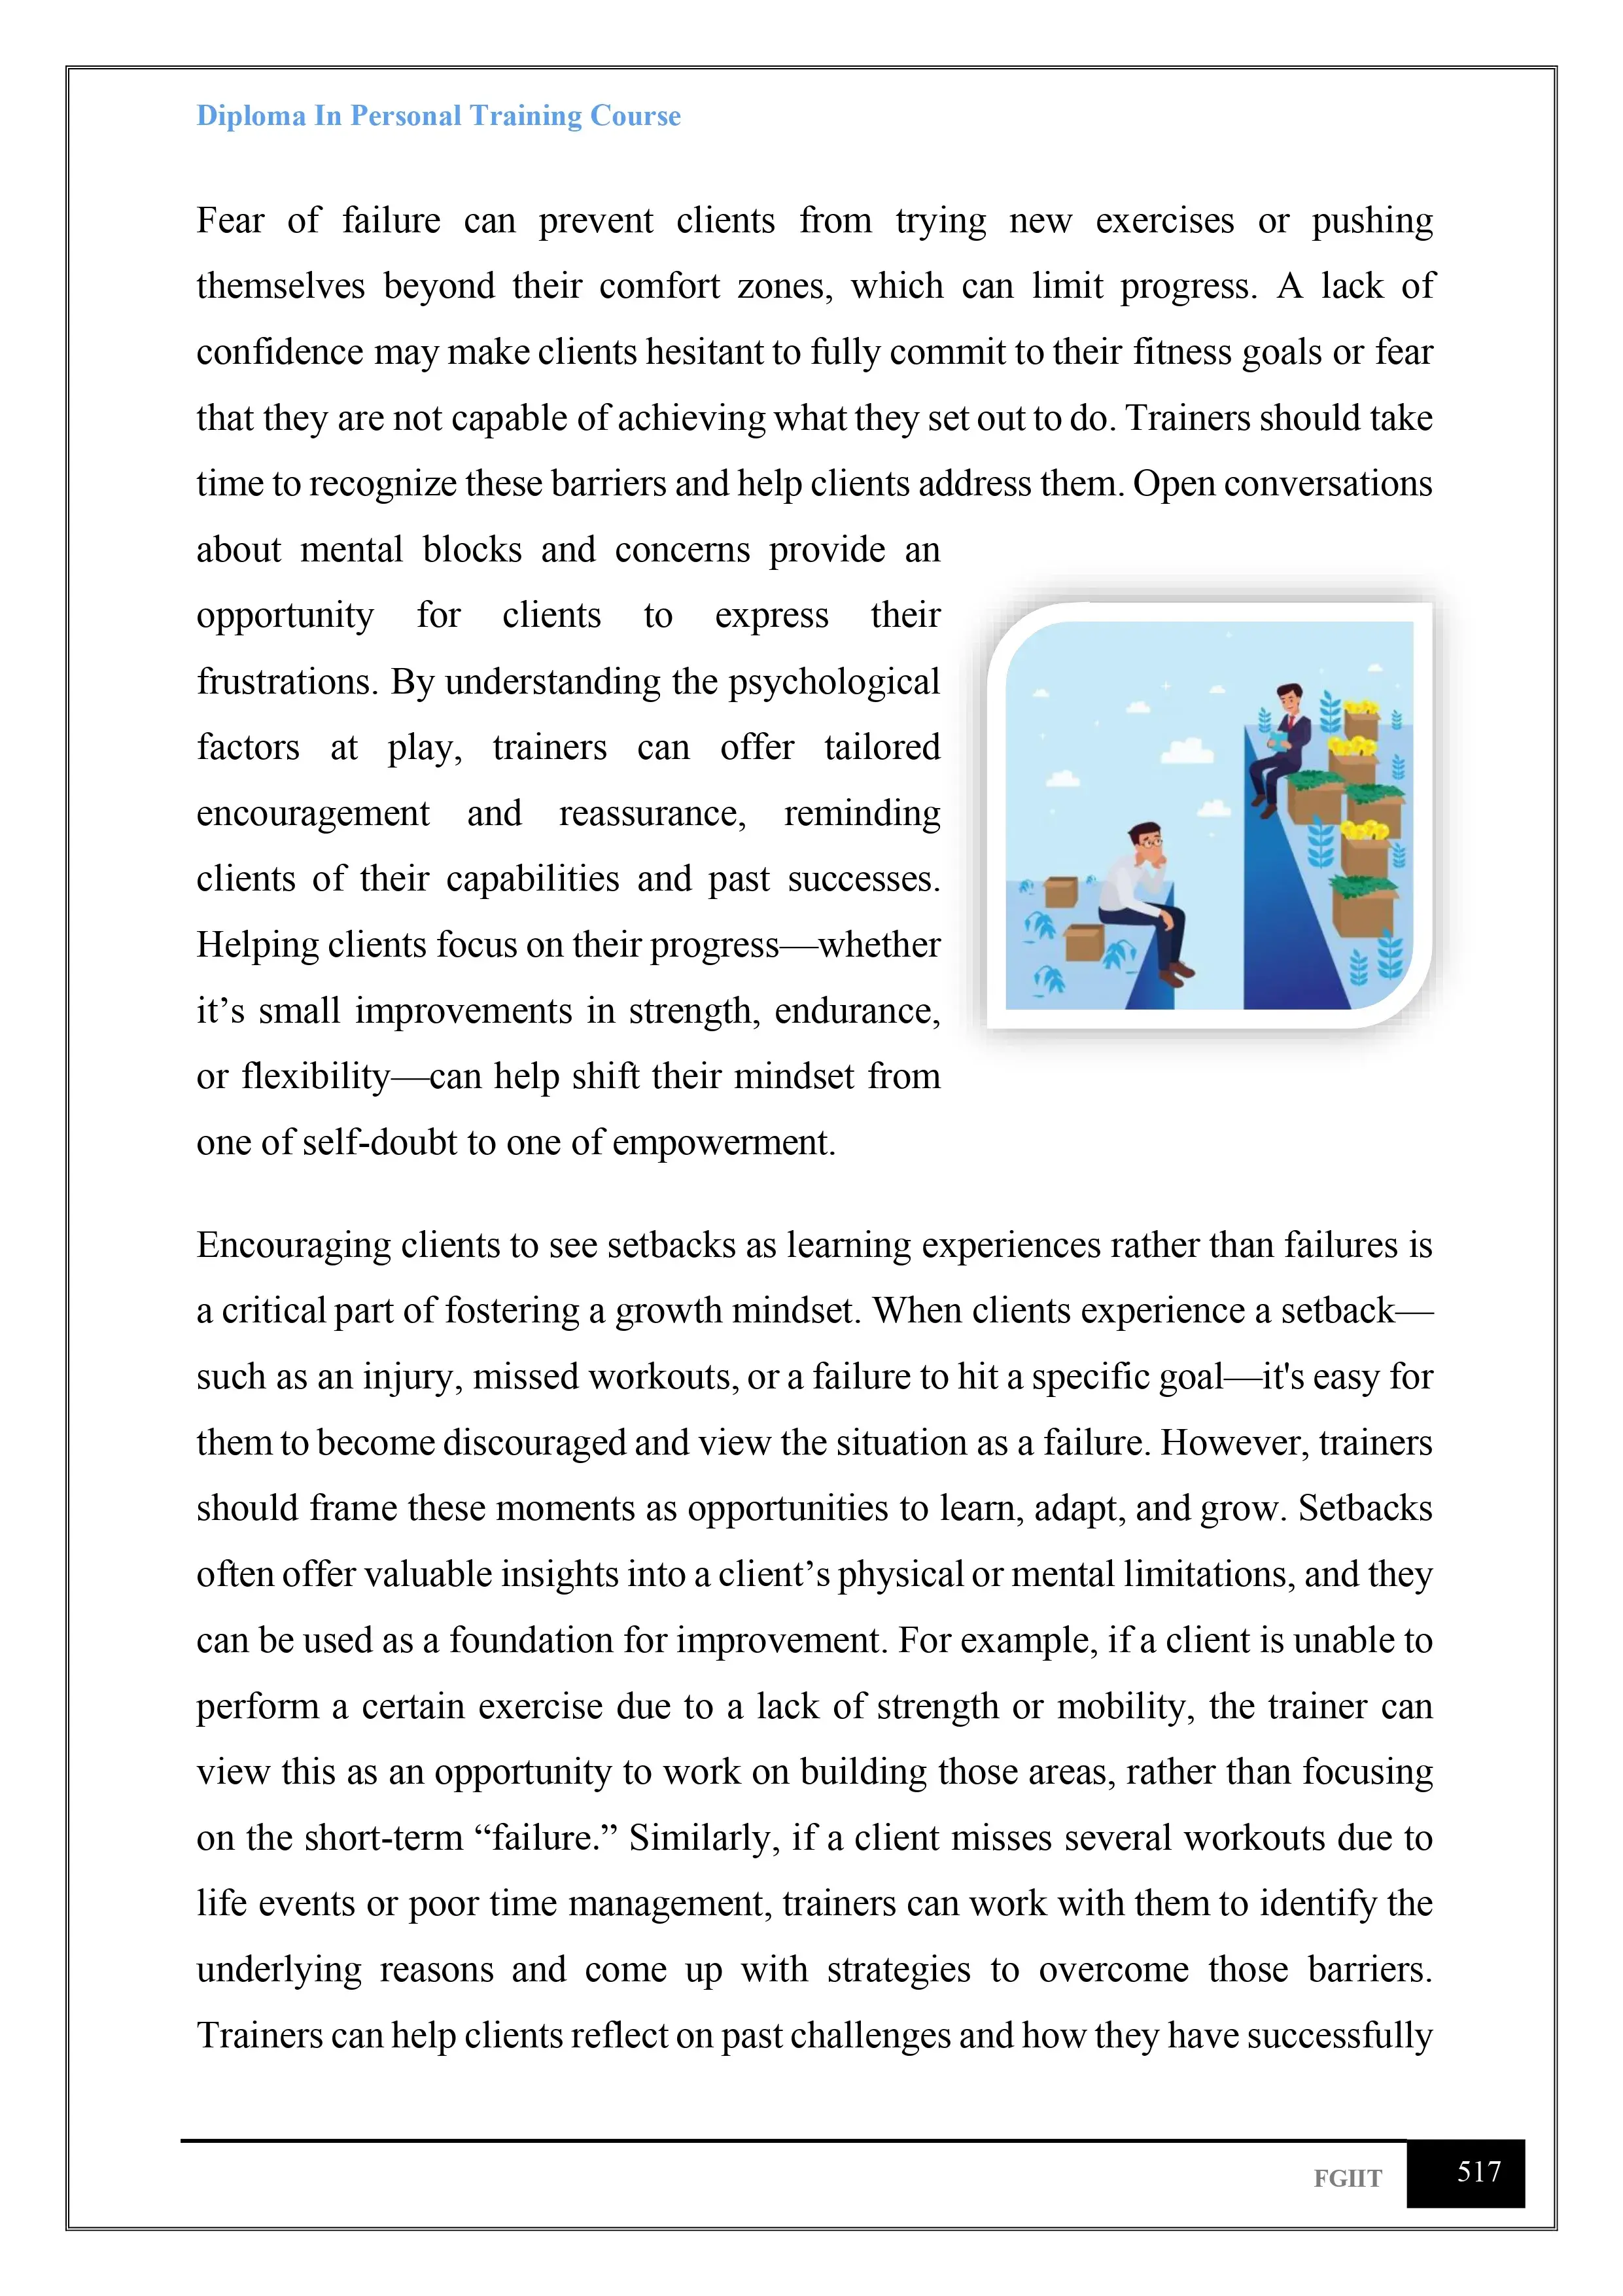 Diploma In Personal Training Course
Fear of failure can prevent clients from trying new exercises or pushing
themselves beyond their comfort zones, which can limit progress. A lack of
confidence may make clients hesitant to fully commit to their fitness goals or fear
that they are not capable of achieving what they set out to do. Trainers should take
time to recognize these barriers and help clients address them. Open conversations
about mental blocks and concerns provide an
opportunity for clients to express their
frustrations. By understanding the psychological
factors at play, trainers can offer tailored
encouragement and reassurance, reminding
clients of their capabilities and past successes.
Helping clients focus on their progress—whether
it’s small improvements in strength, endurance,
or flexibility—can help shift their mindset from
one of self-doubt to one of empowerment.
Encouraging clients to see setbacks as learning experiences rather than failures is
a critical part of fostering a growth mindset. When clients experience a setback—
such as an injury, missed workouts, or a failure to hit a specific goal—it's easy for
them to become discouraged and view the situation as a failure. However, trainers
should frame these moments as opportunities to learn, adapt, and grow. Setbacks
often offer valuable insights into a client’s physical or mental limitations, and they
can be used as a foundation for improvement. For example, if a client is unable to
perform a certain exercise due to a lack of strength or mobility, the trainer can
view this as an opportunity to work on building those areas, rather than focusing
on the short-term “failure.” Similarly, if a client misses several workouts due to
life events or poor time management, trainers can work with them to identify the
underlying reasons and come up with strategies to overcome those barriers.
Trainers can help clients reflect on past challenges and how they have successfully
FGIIT 517